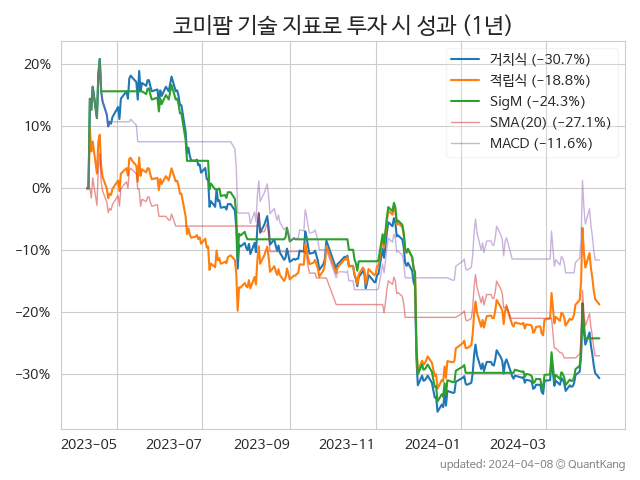 코미팜 기술 지표로 투자 시 성과 (1년)
거치식 (−30.7%)
적립식 (−18.8%)
SigM (−24.3%)
SMA(20) (−27.1%)
MACD (−11.6%)
20%
10%
0%
−10%
−20%
−30%
2023-05 2023-07 2023-09 2023-11 2024-01 2024-03
updated: 2024-04-08 ⓒ QuantKang